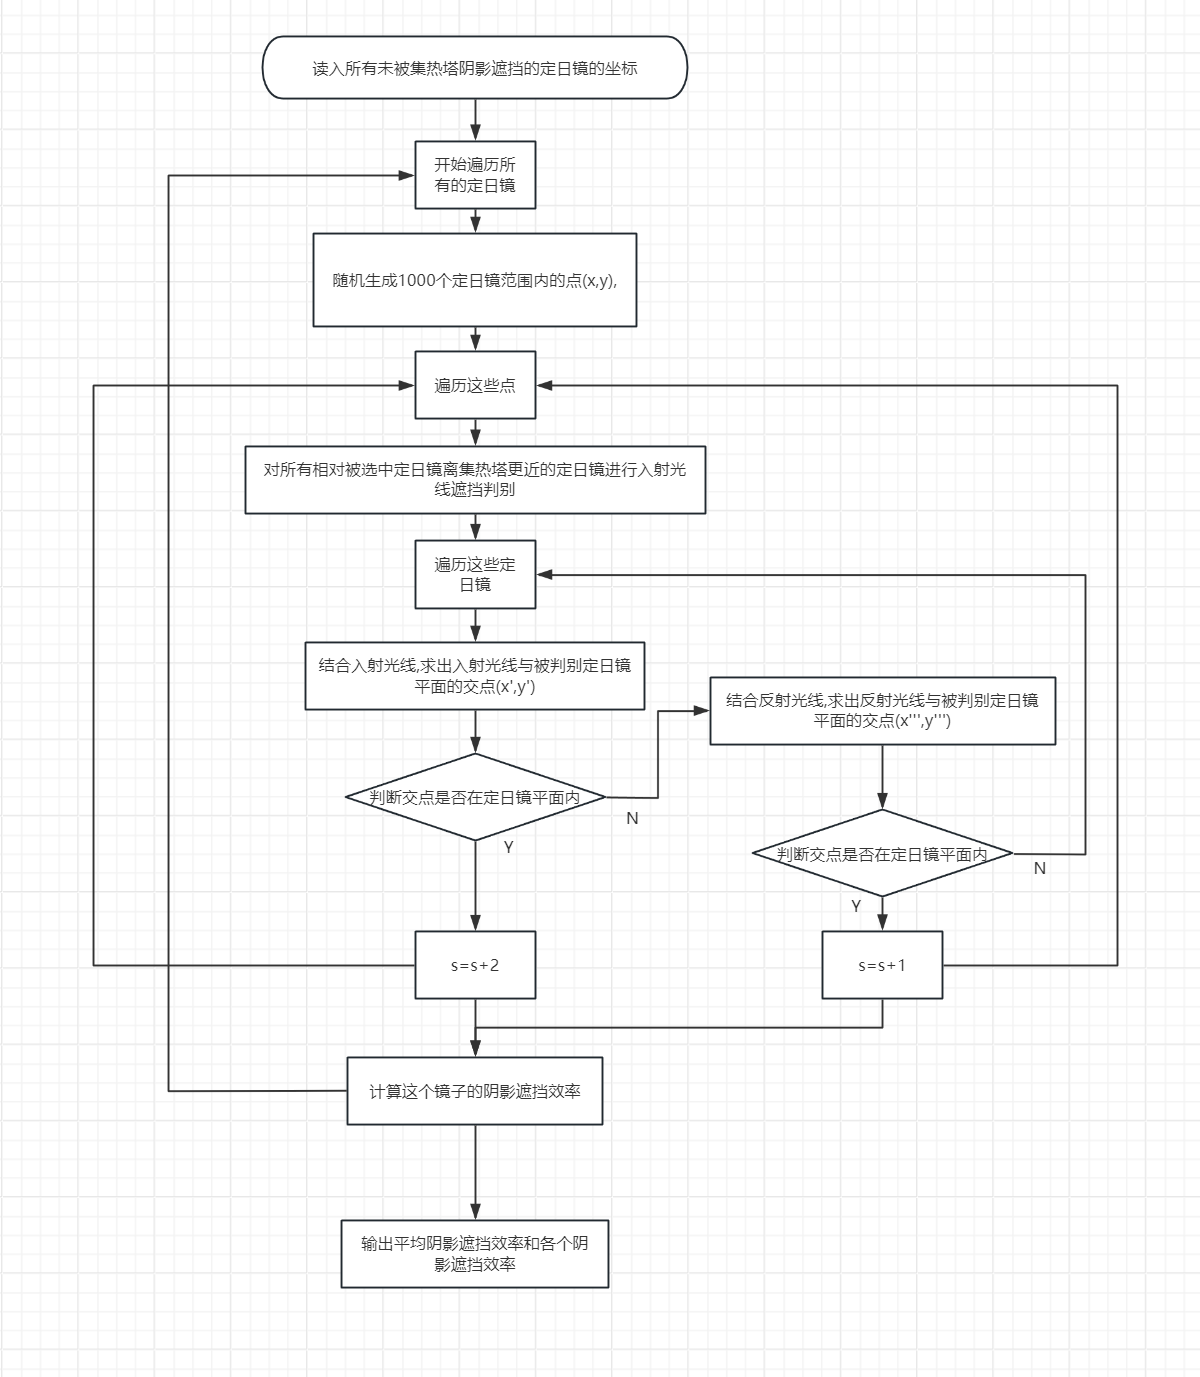 读入所有未被集热塔阴影遮挡的定日镜的坐标
开始遍历所
有的定日镜
随机生成1000个定日镜范围内的点(x,y),
遍历这些点
对所有相对被选中定日镜离集热塔更近的定日镜进行入射光
线遮挡判别
遍历这些定
日镜
结合入射光线,求出入射光线与被判别定日镜
平面的交点(x',y')
结合反射光线,求出反射光线与被判别定日镜
平面的交点(x''',y''')
判断交点是否在定日镜平面内
N
Y
判断交点是否在定日镜平面内
N
Y
s=s+2
s=s+1
计算这个镜子的阴影遮挡效率
输出平均阴影遮挡效率和各个阴
影遮挡效率